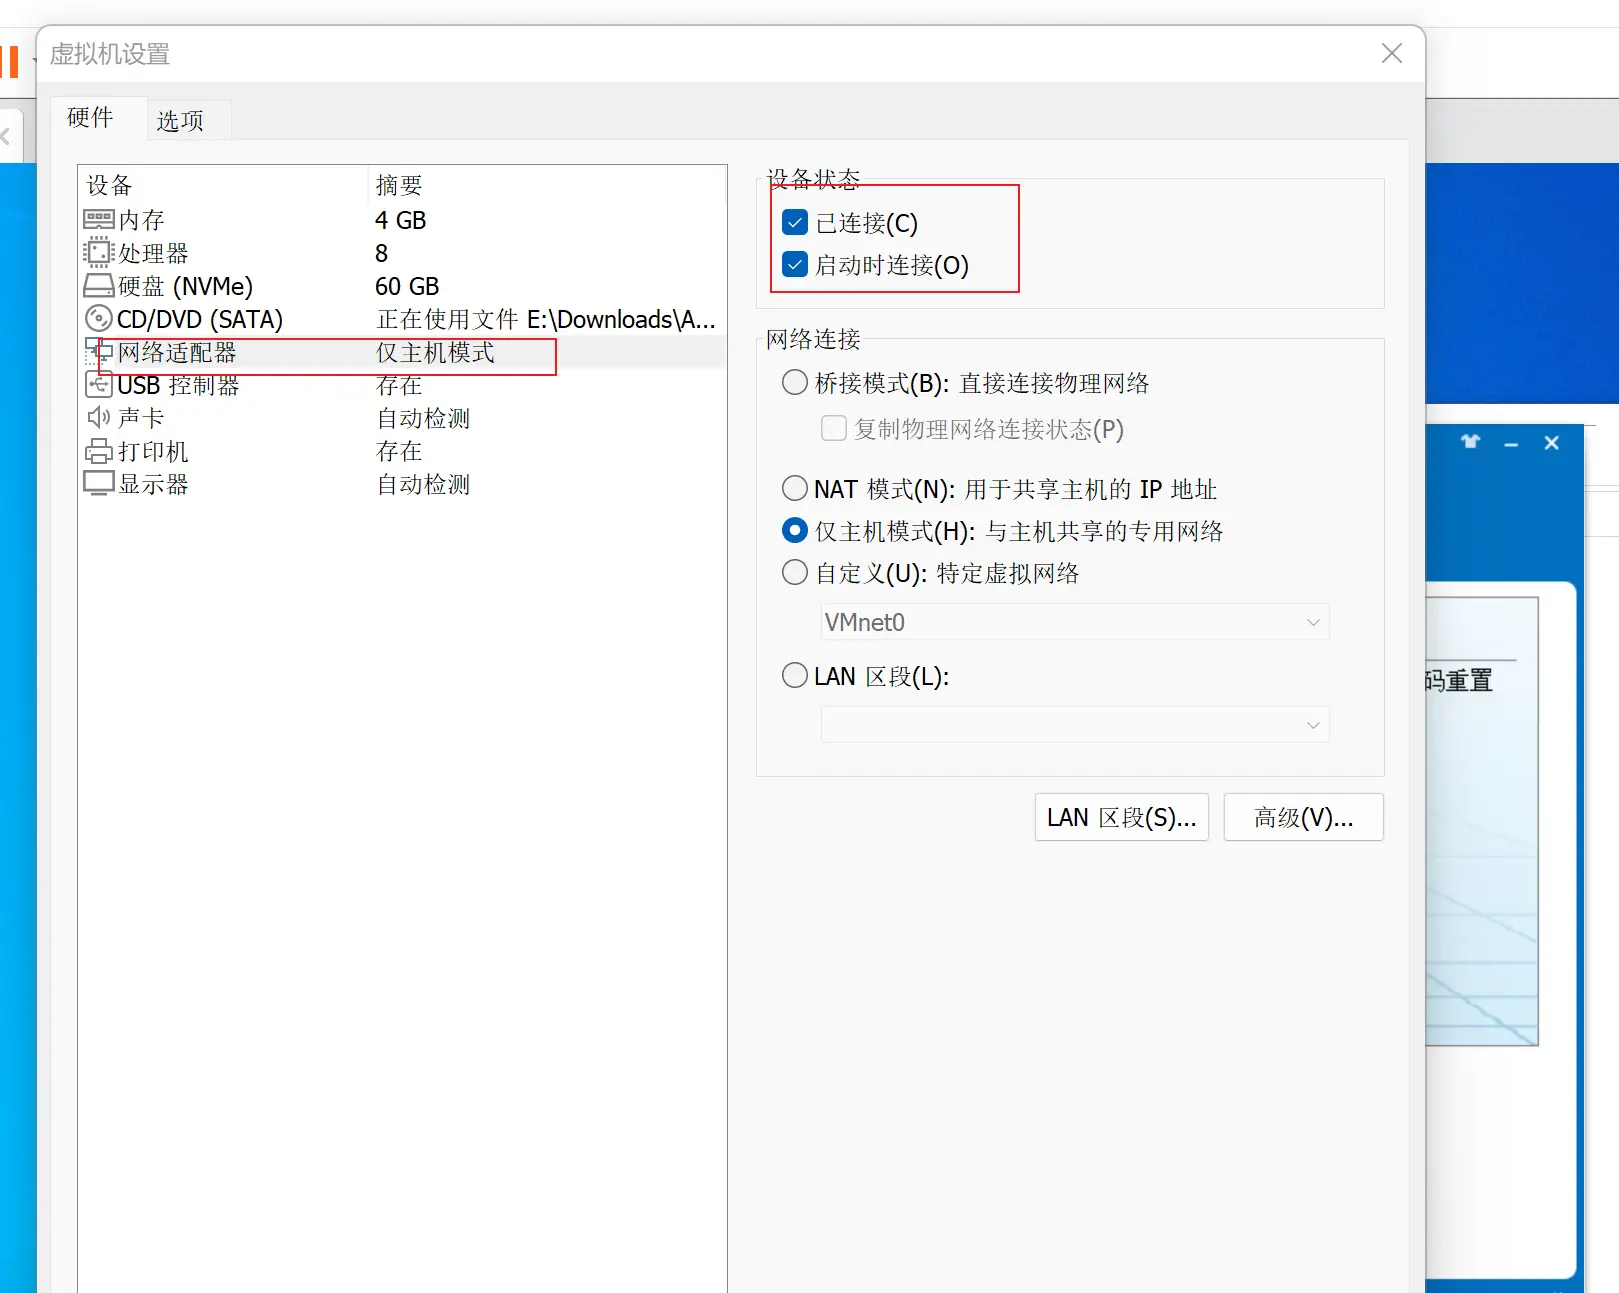 虚拟机设置
硬件
选项
设备 摘要
内存 4 GB
处理器 8
硬盘 (NVMe) 60 GB
CD/DVD (SATA) 正在使用文件 E:\Downloads\A...
网络适配器 仅主机模式
USB 控制器 存在
声卡 自动检测
打印机 存在
显示器 自动检测
设备状态
已连接(C)
启动时连接(O)
网络连接
桥接模式(B): 直接连接物理网络
复制物理网络连接状态(P)
NAT 模式(N): 用于共享主机的 IP 地址
仅主机模式(H): 与主机共享的专用网络
自定义(U): 特定虚拟网络
VMnet0
LAN 区段(L):
LAN 区段(S)...
高级(V)...
码重置